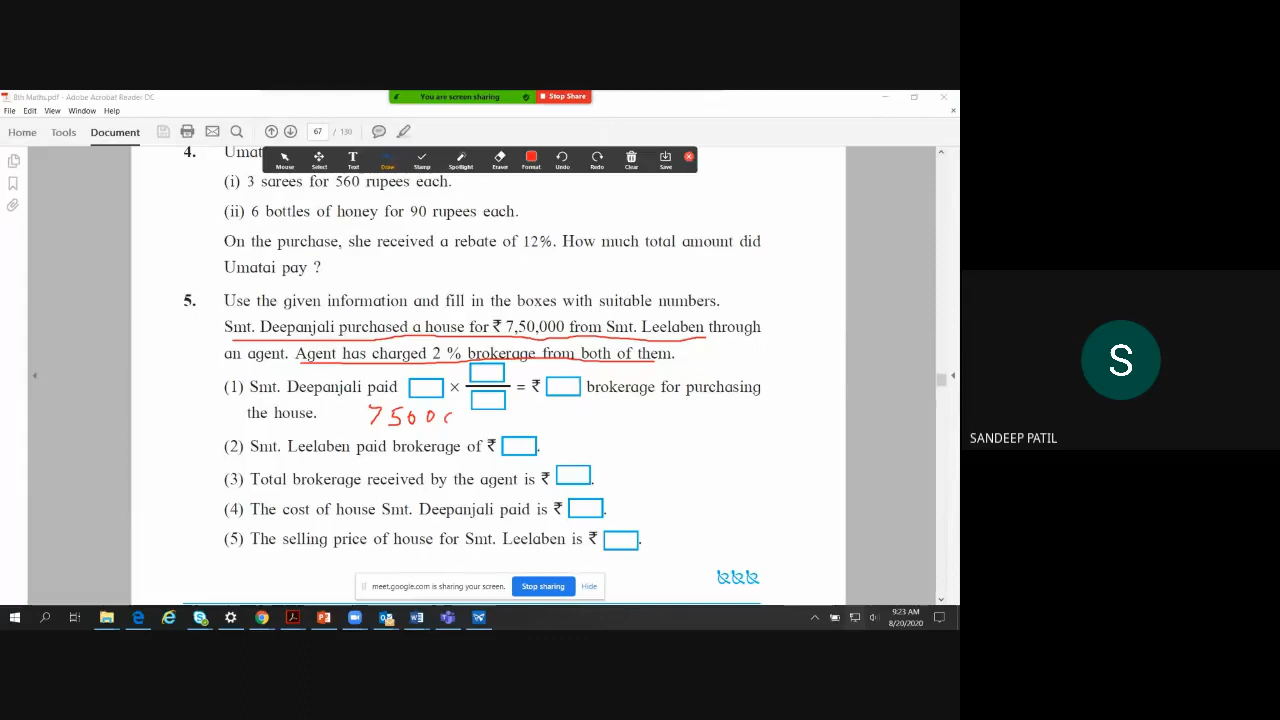 8th Maths.pdf - Adobe Acrobat Reader DC
You are screen sharing
Stop Share
File Edit View Window Help
Home Tools Document 67 / 130
Mouse Select Text Draw Stamp Spotlight Eraser Format Undo Redo Clear Save
4. Umatai
(i) 3 sarees for 560 rupees each.
(ii) 6 bottles of honey for 90 rupees each.
On the purchase, she received a rebate of 12%. How much total amount did
Umatai pay ?
5. Use the given information and fill in the boxes with suitable numbers.
Smt. Deepanjali purchased a house for ₹ 7,50,000 from Smt. Leelaben through
an agent. Agent has charged 2 % brokerage from both of them.
(1) Smt. Deepanjali paid × = ₹ brokerage for purchasing
the house.
7500
(2) Smt. Leelaben paid brokerage of ₹ .
(3) Total brokerage received by the agent is ₹ .
(4) The cost of house Smt. Deepanjali paid is ₹ .
(5) The selling price of house for Smt. Leelaben is ₹ .
meet.google.com is sharing your screen. Stop sharing Hide
9:23 AM
8/20/2020
S
SANDEEP PATIL